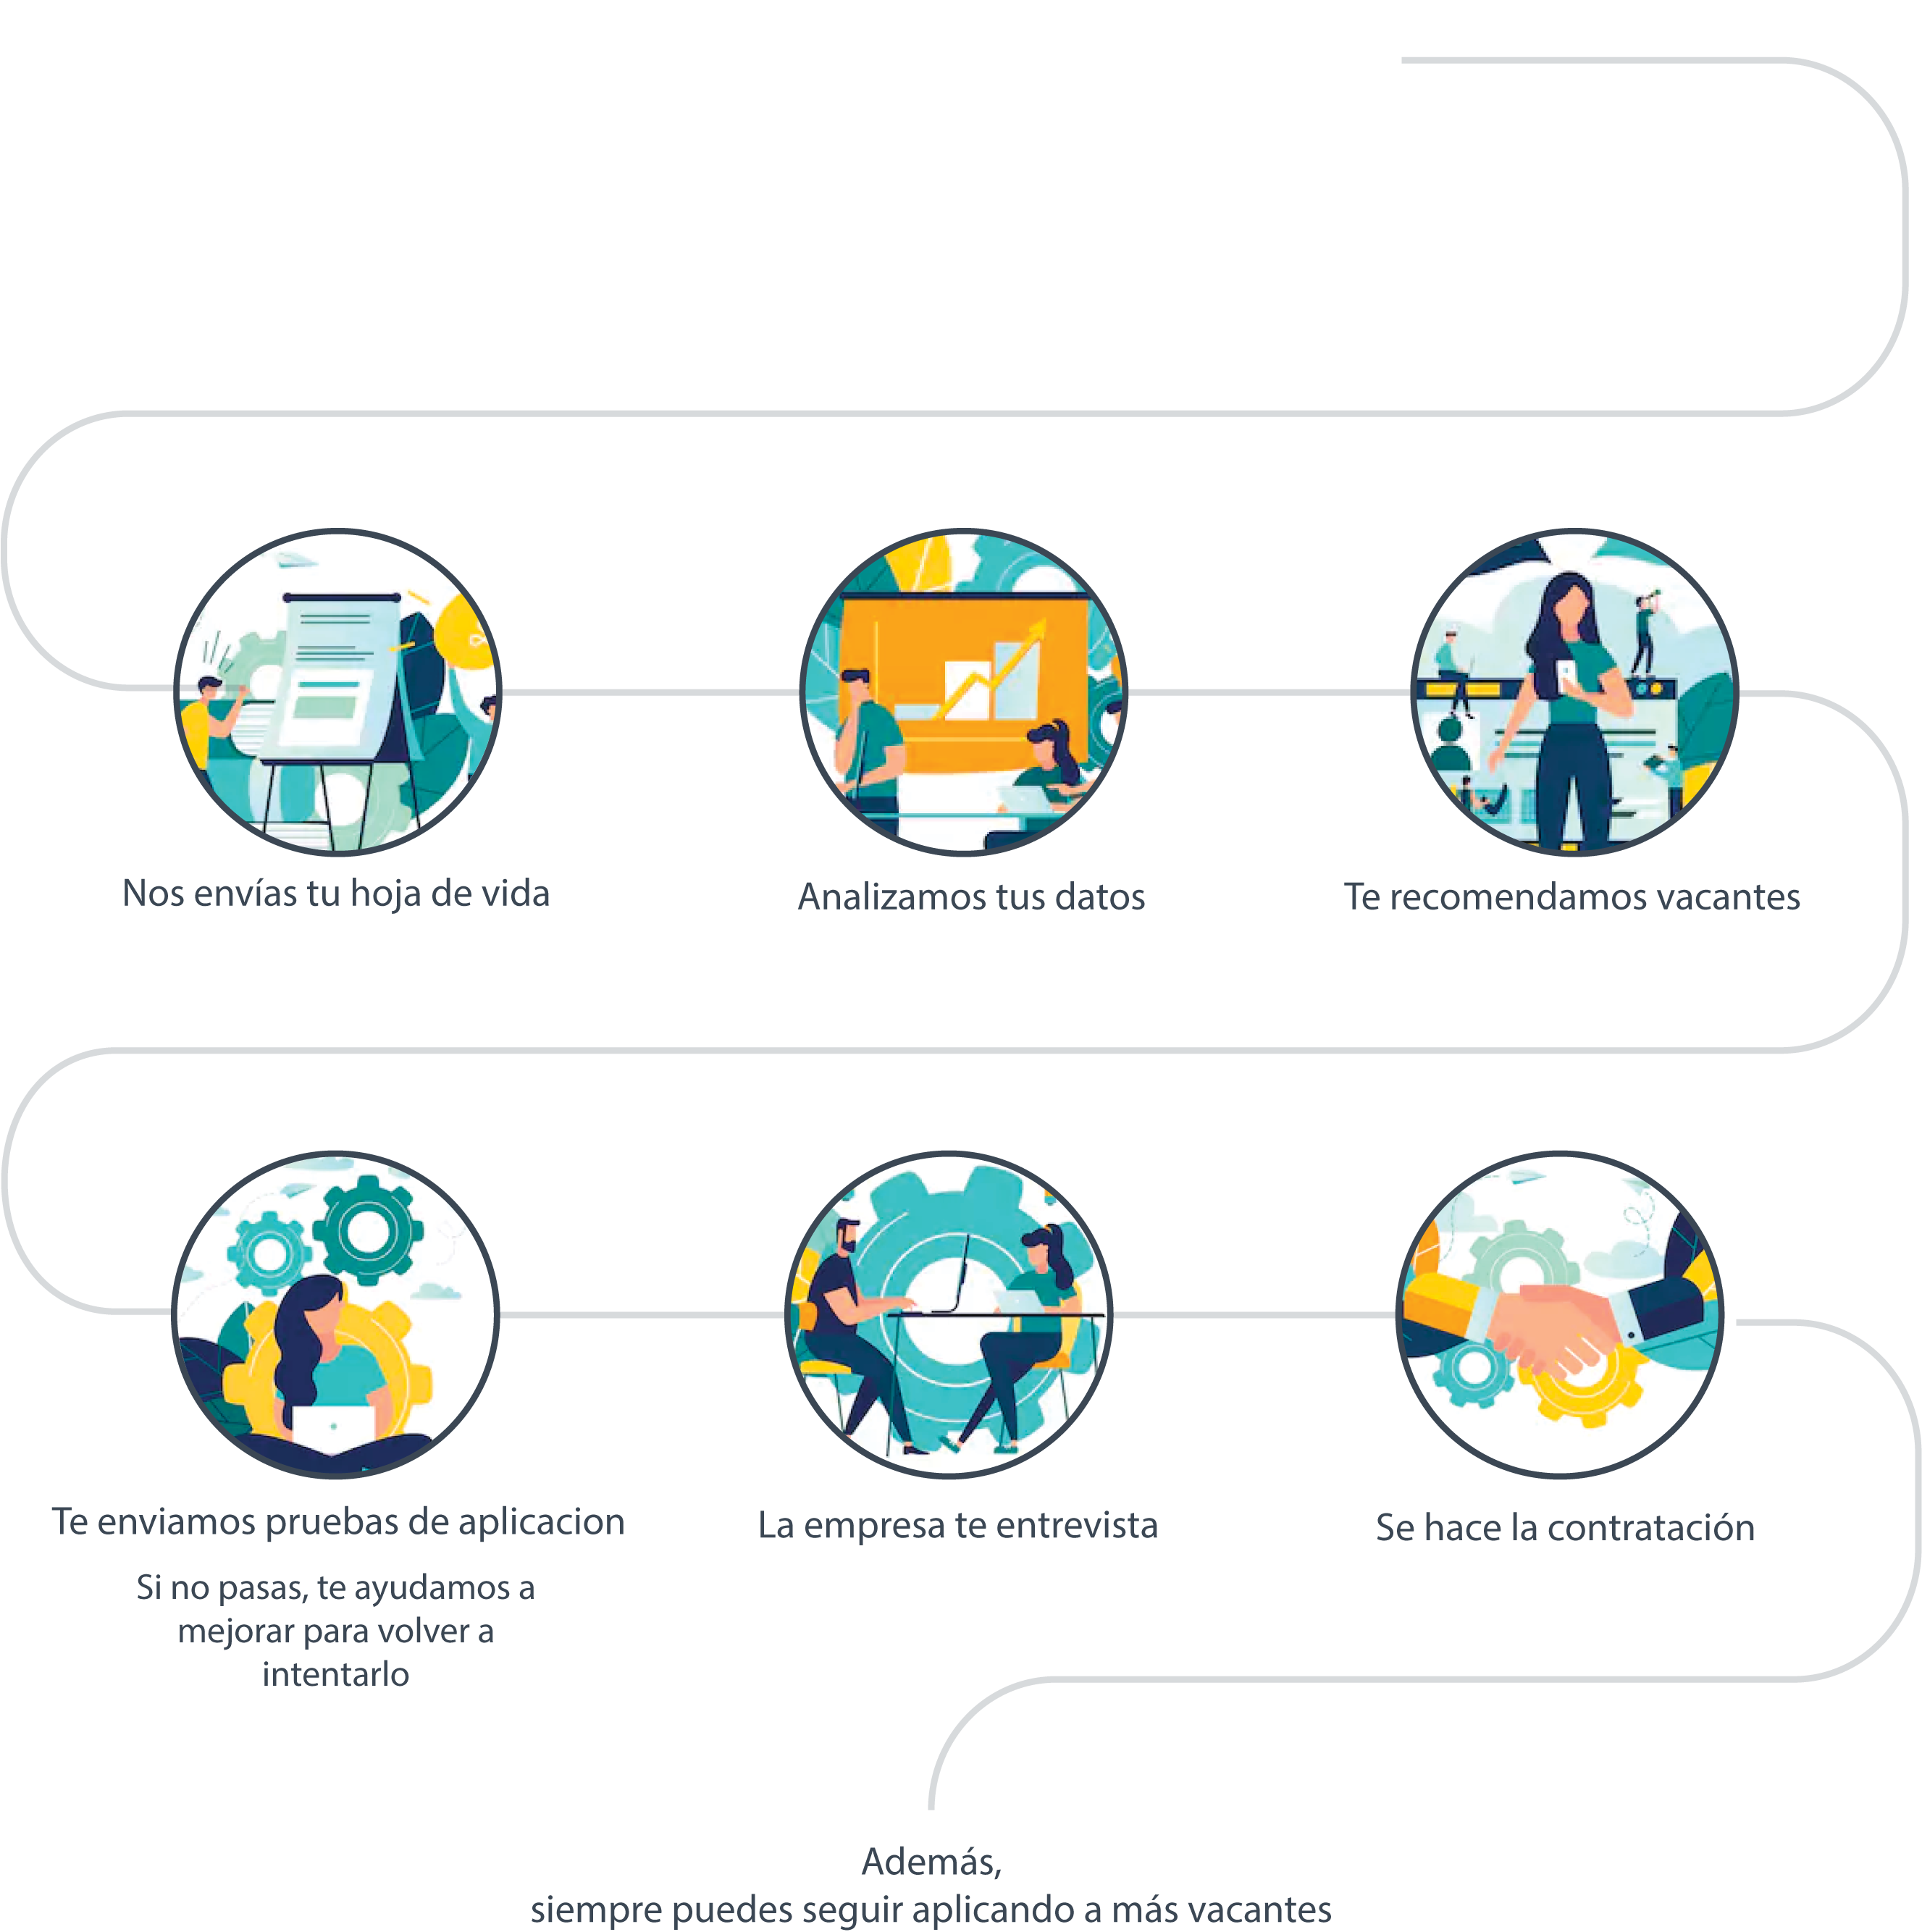 Nos envías tu hoja de vida
Analizamos tus datos
Te recomendamos vacantes
Te enviamos pruebas de aplicacion
Si no pasas, te ayudamos a
mejorar para volver a
intentarlo
La empresa te entrevista
Se hace la contratación
Además,
siempre puedes seguir aplicando a más vacantes